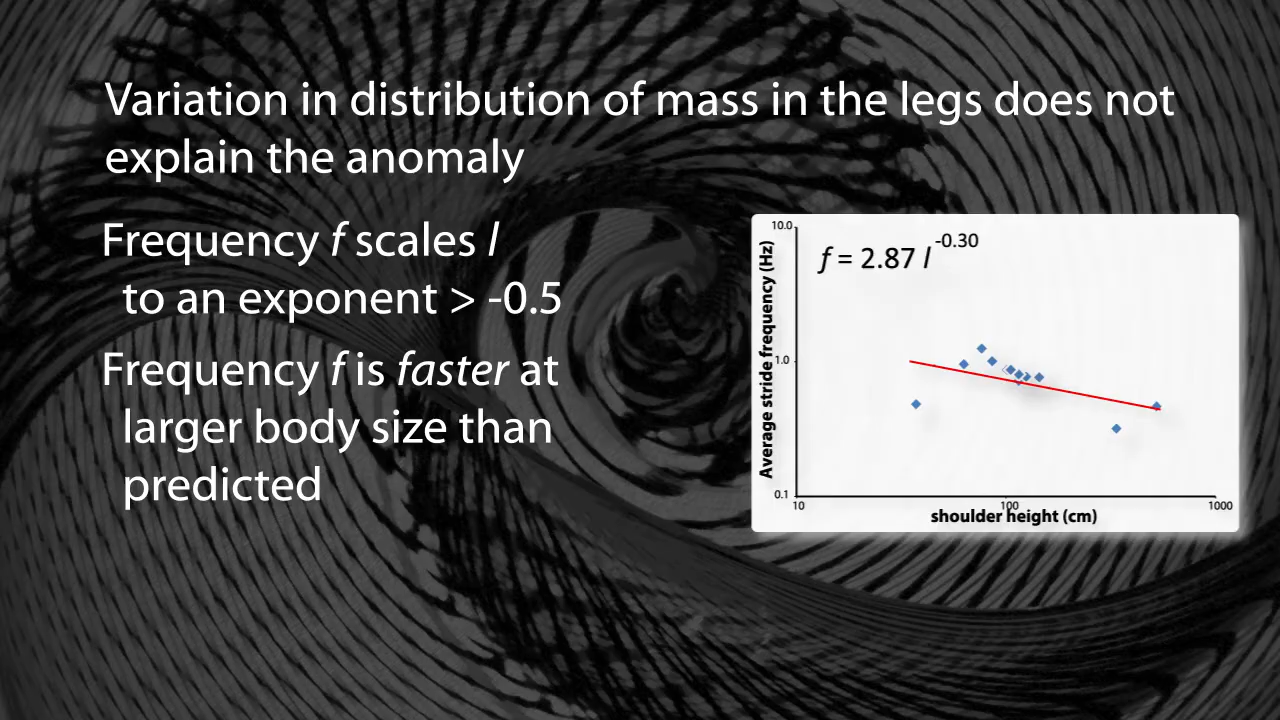 Variation in distribution of mass in the legs does not
explain the anomaly
Frequency f scales l
to an exponent > -0.5
Frequency f is faster at
larger body size than
predicted
f = 2.87 l -0.30
Average stride frequency (Hz)
10.0
1.0
0.1
10
100
1000
shoulder height (cm)